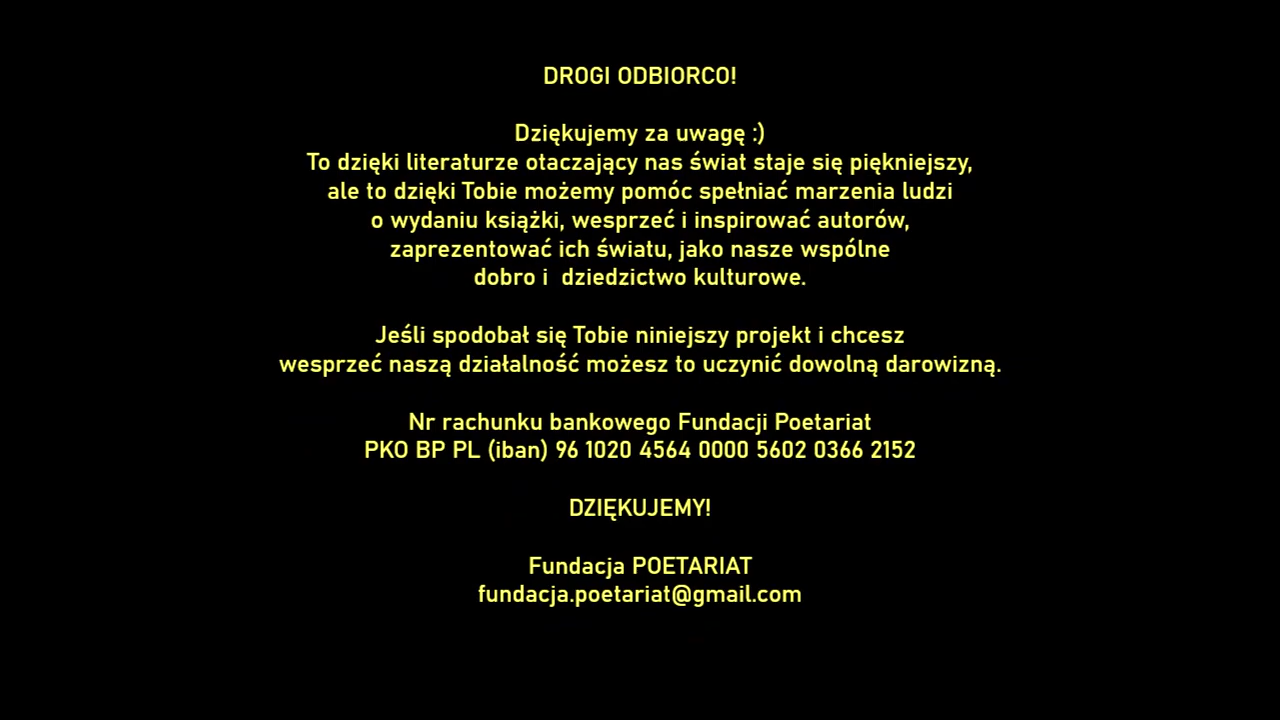 DROGI ODBIORCO!
Dziękujemy za uwagę :)
To dzięki literaturze otaczający nas świat staje się piękniejszy,
ale to dzięki Tobie możemy pomóc spełniać marzenia ludzi
o wydaniu książki, wesprzeć i inspirować autorów,
zaprezentować ich światu, jako nasze wspólne
dobro i  dziedzictwo kulturowe.
Jeśli spodobał się Tobie niniejszy projekt i chcesz
wesprzeć naszą działalność możesz to uczynić dowolną darowizną.
Nr rachunku bankowego Fundacji Poetariat
PKO BP PL (iban) 96 1020 4564 0000 5602 0366 2152
DZIĘKUJEMY!
Fundacja POETARIAT
fundacja.poetariat@gmail.com